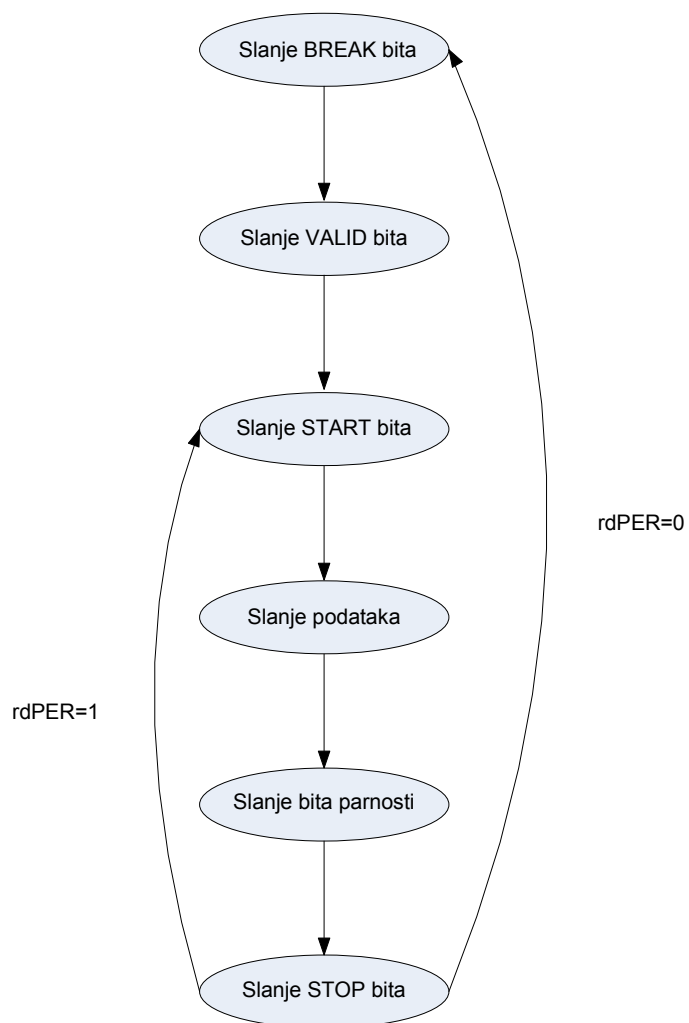 Slanje BREAK bita
Slanje VALID bita
Slanje START bita
rdPER=0
Slanje podataka
rdPER=1
Slanje bita parnosti
Slanje STOP bita